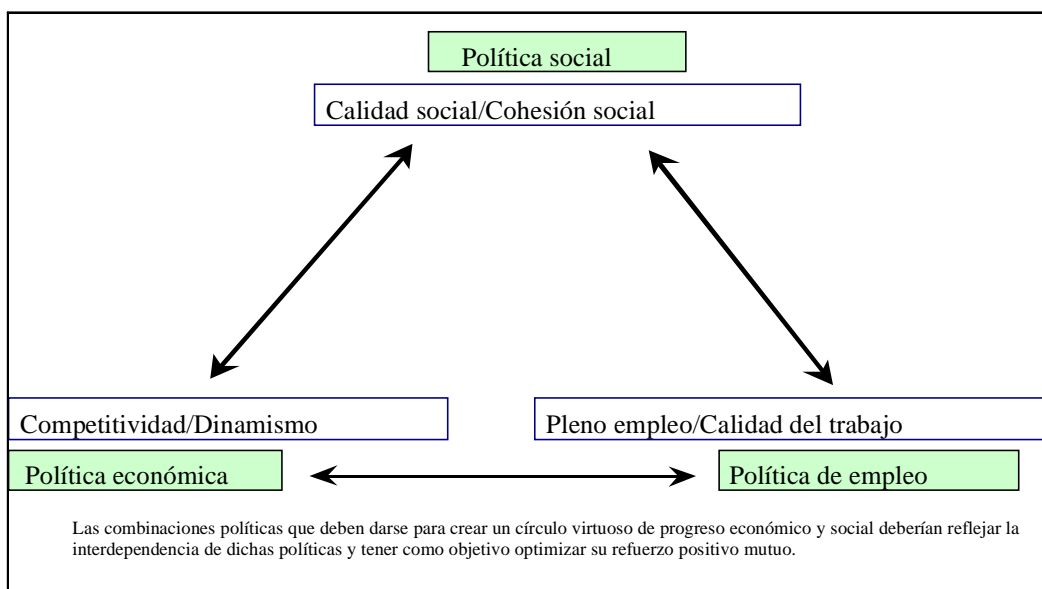 Política social
Calidad social/Cohesión social
Competitividad/Dinamismo
Pleno empleo/Calidad del trabajo
Política económica
Política de empleo
Las combinaciones políticas que deben darse para crear un círculo virtuoso de progreso económico y social deberían reflejar la
interdependencia de dichas políticas y tener como objetivo optimizar su refuerzo positivo mutuo.